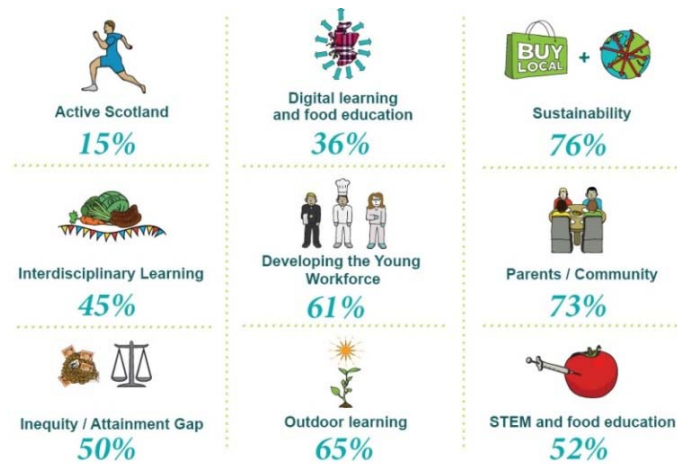 Active Scotland
15%
Digital learning
and food education
36%
BUY
LOCAL
+
Sustainability
76%
Interdisciplinary Learning
45%
Developing the Young
Workforce
61%
Parents / Community
73%
Inequity / Attainment Gap
50%
Outdoor learning
65%
STEM and food education
52%